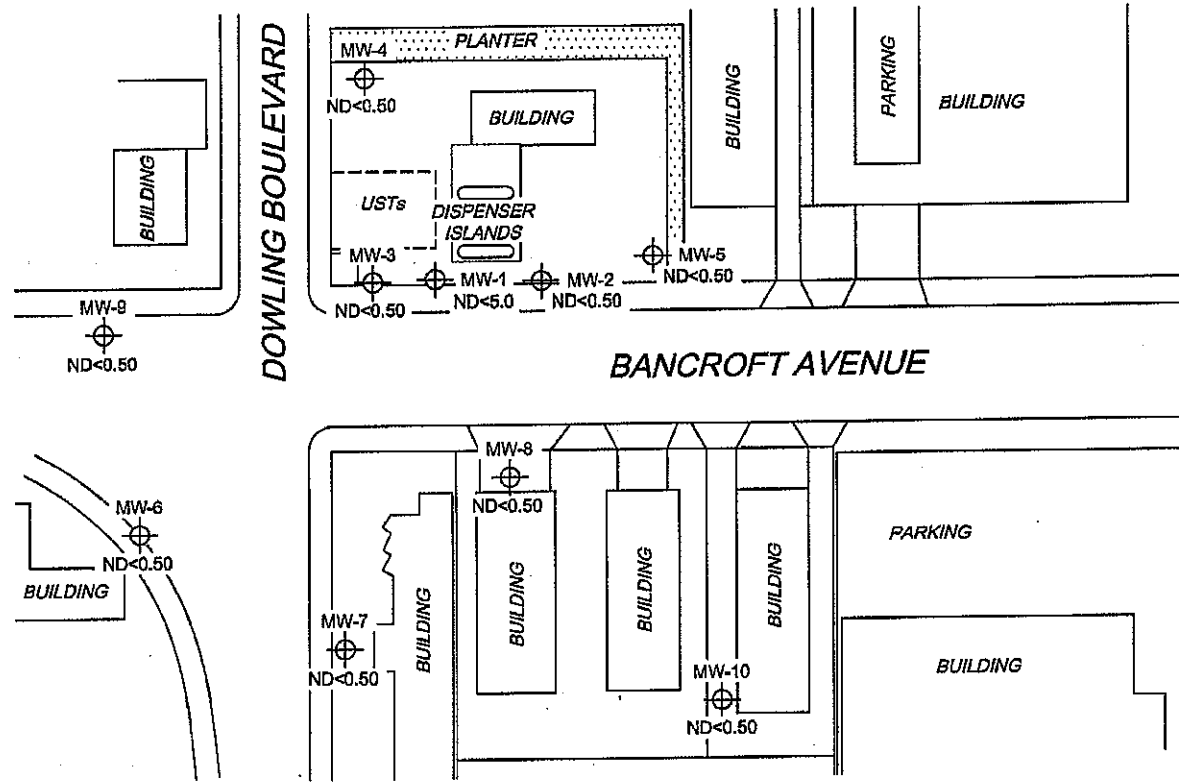 DOWLING BOULEVARD
PLANTER
MW-4
ND<0.50
BUILDING
BUILDING
USTs
DISPENSER
ISLANDS
BUILDING
PARKING
BUILDING
MW-3
ND<0.50
MW-1
ND<5.0
MW-2
ND<0.50
MW-5
ND<0.50
MW-9
ND<0.50
BANCROFT AVENUE
MW-8
ND<0.50
MW-6
ND<0.50
BUILDING
MW-7
ND<0.50
BUILDING
BUILDING
BUILDING
BUILDING
MW-10
ND<0.50
PARKING
BUILDING